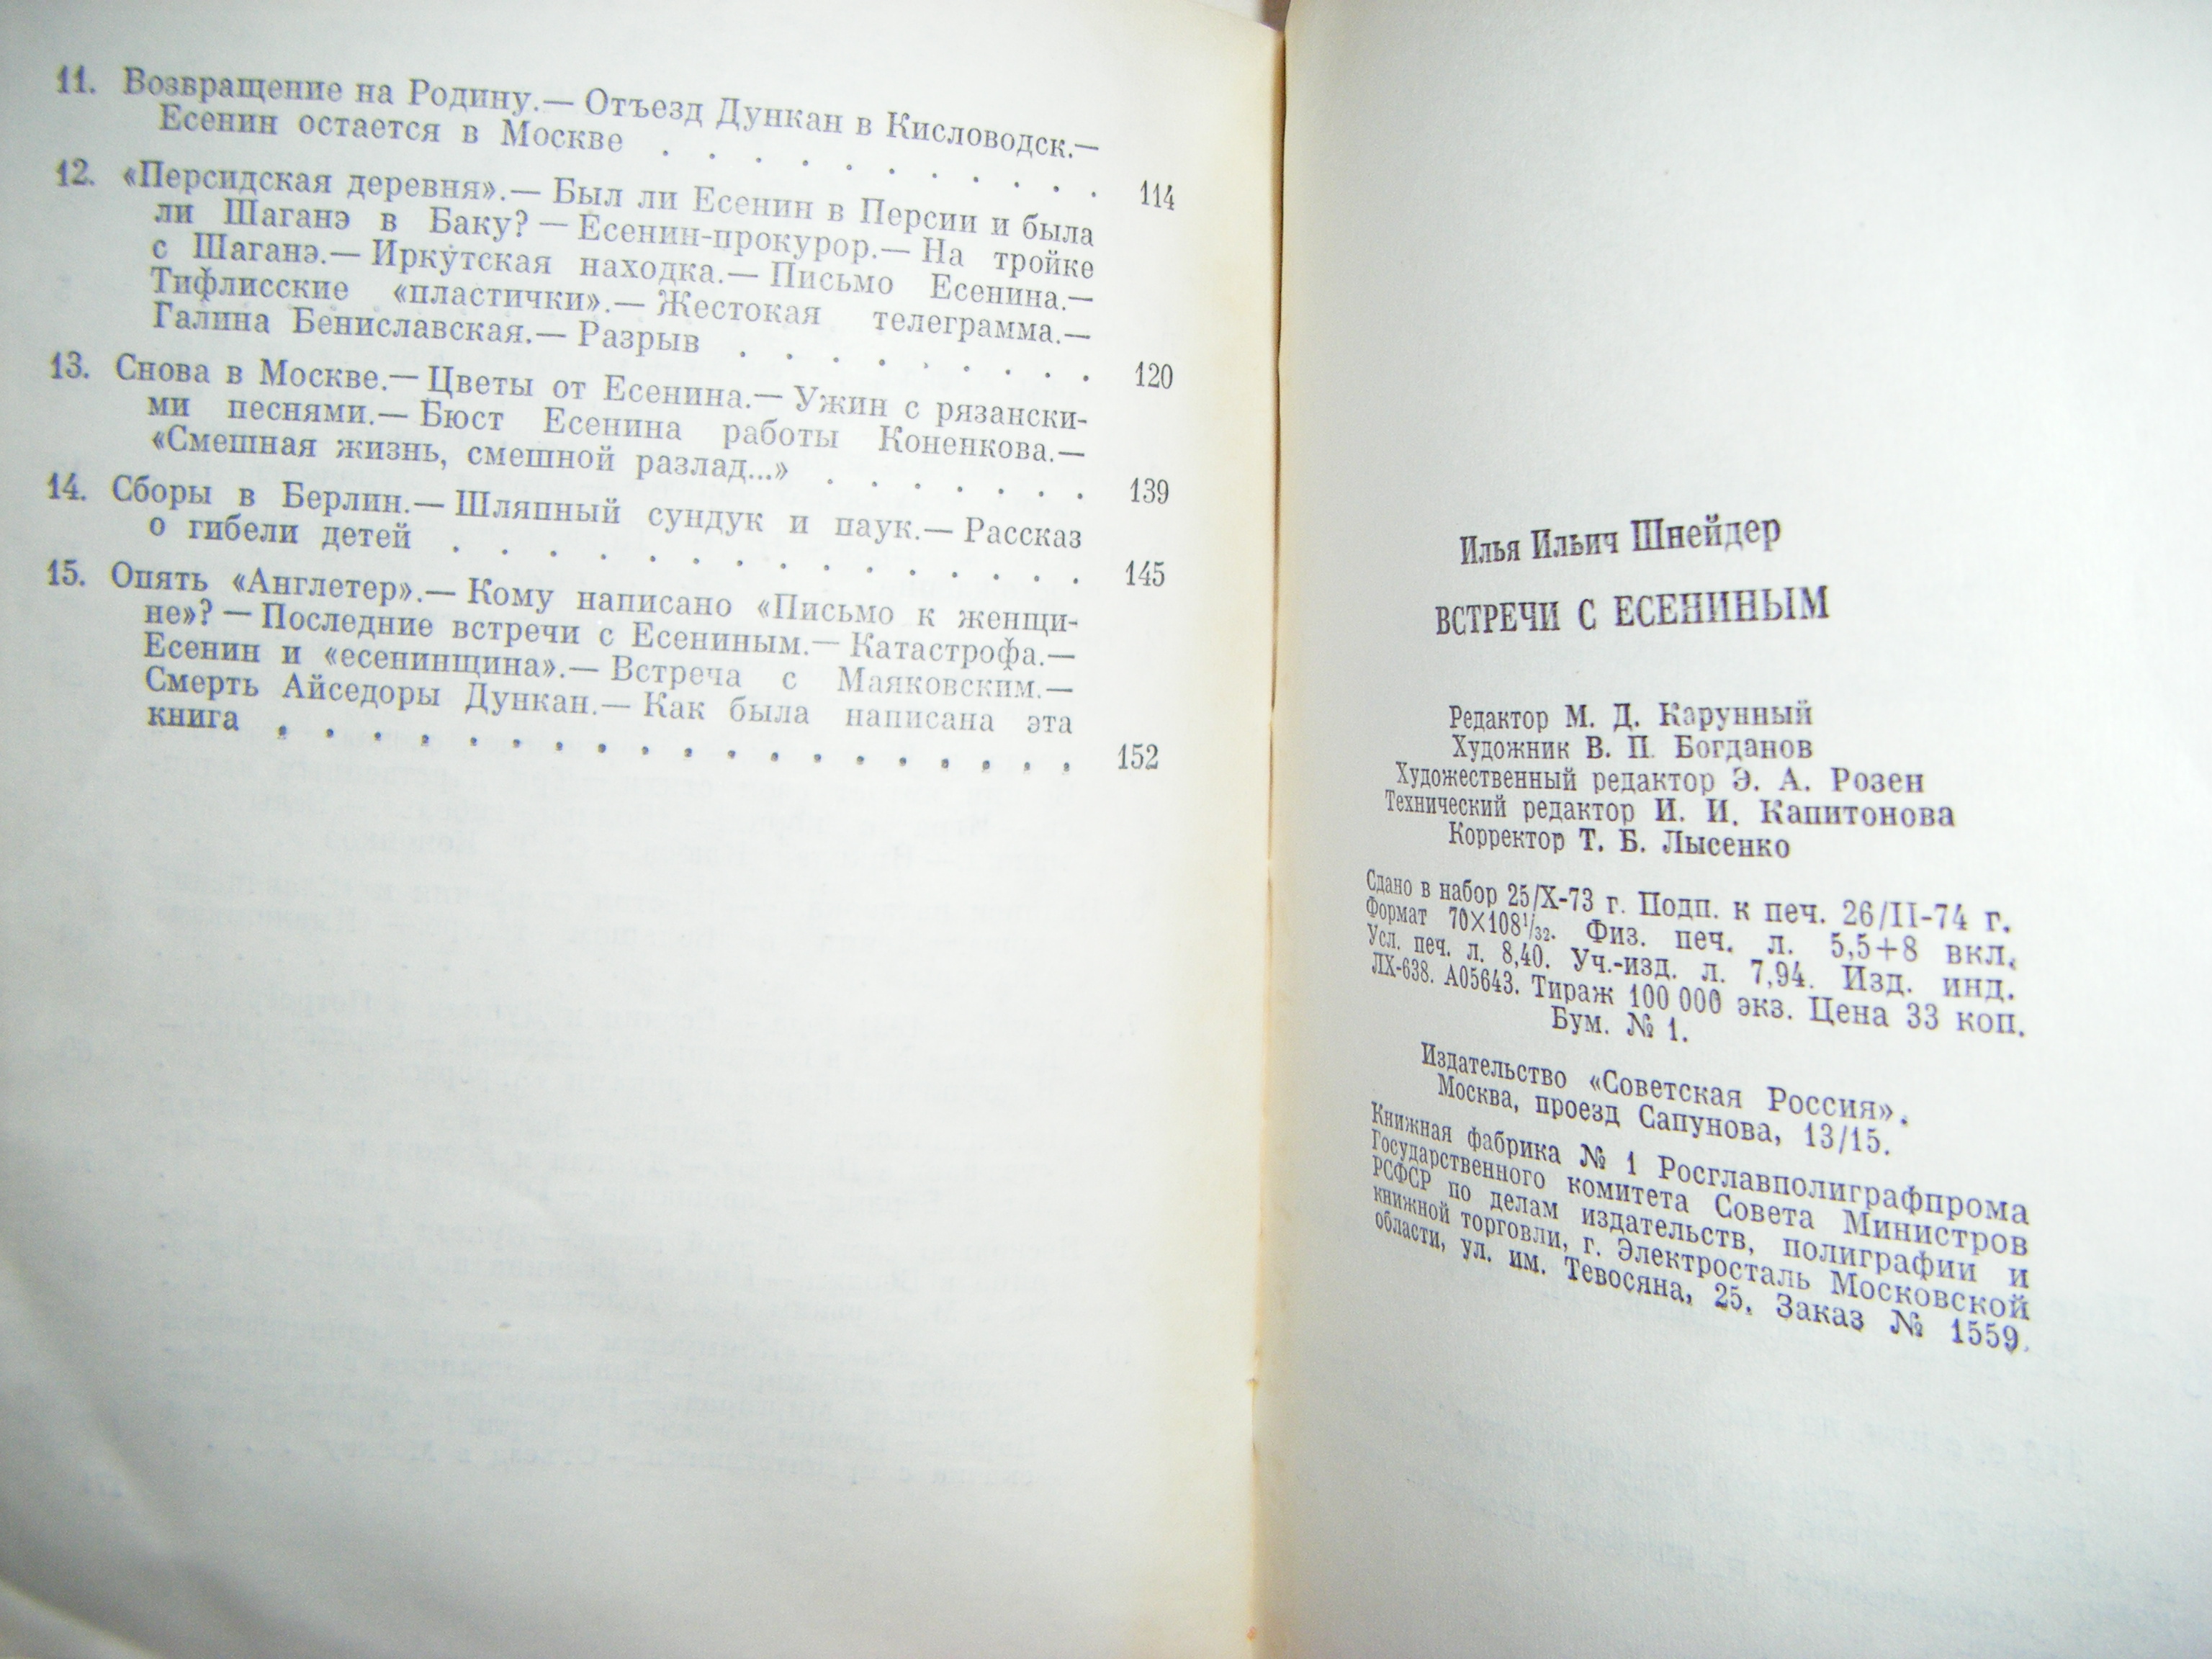 11. Возвращение на Родину.— Отъезд Дункан в Кисловодск.—
Есенин остается в Москве . . . . . . . . . . 114
12. «Персидская деревня».— Был ли Есенин в Персии и была
ли Шаганэ в Баку? — Есенин-прокурор.— На тройке
с Шаганэ.— Иркутская находка.— Письмо Есенина.—
Тифлисские «пластички».— Жестокая телеграмма.—
Галина Бениславская.— Разрыв . . . . . . . . 120
13. Снова в Москве.— Цветы от Есенина.— Ужин с рязански-
ми песнями.— Бюст Есенина работы Коненкова.—
«Смешная жизнь, смешной разлад...» . . . . . . 139
14. Сборы в Берлин.— Шляпный сундук и паук.— Рассказ
о гибели детей . . . . . . . . . . . . . . 145
15. Опять «Англетер».— Кому написано «Письмо к женщи-
не»? — Последние встречи с Есениным.— Катастрофа.—
Есенин и «есенинщина».— Встреча с Маяковским.—
Смерть Айседоры Дункан.— Как была написана эта
книга . . . . . . . . . . . . . . . . . . 152
Илья Ильич Шнейдер
ВСТРЕЧИ С ЕСЕНИНЫМ
Редактор М. Д. Карунный
Художник В. П. Богданов
Художественный редактор Э. А. Розен
Технический редактор И. И. Капитонова
Корректор Т. Б. Лысенко
Сдано в набор 25/X-73 г. Подп. к печ. 26/II-74 г.
Формат 70×108¹/₃₂. Физ. печ. л. 5,5+8 вкл.
Усл. печ. л. 8,40. Уч.-изд. л. 7,94. Изд. инд.
ЛХ-638. А05643. Тираж 100 000 экз. Цена 33 коп.
Бум. № 1.
Издательство «Советская Россия».
Москва, проезд Сапунова, 13/15.
Книжная фабрика № 1 Росглавполиграфпрома
Государственного комитета Совета Министров
РСФСР по делам издательств, полиграфии и
книжной торговли, г. Электросталь Московской
области, ул. им. Тевосяна, 25. Заказ № 1559.